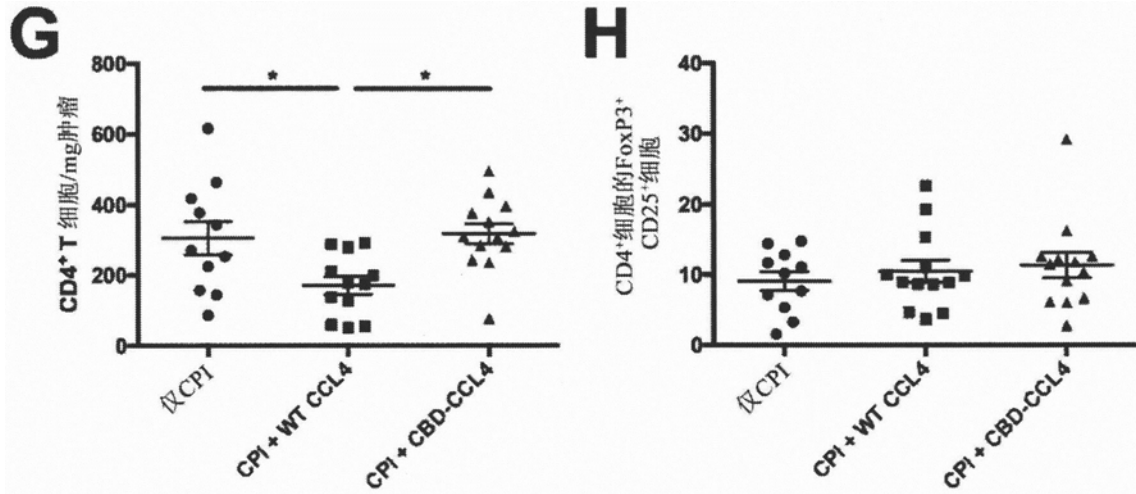 G
CD4⁺ T 细胞/mg肿瘤
800
600
400
200
0
*
*
仅CPI
CPI + WT CCL4
CPI + CBD-CCL4
H
CD4⁺细胞的FoxP3⁺
CD25⁺细胞
40
30
20
10
0
仅CPI
CPI + WT CCL4
CPI + CBD-CCL4